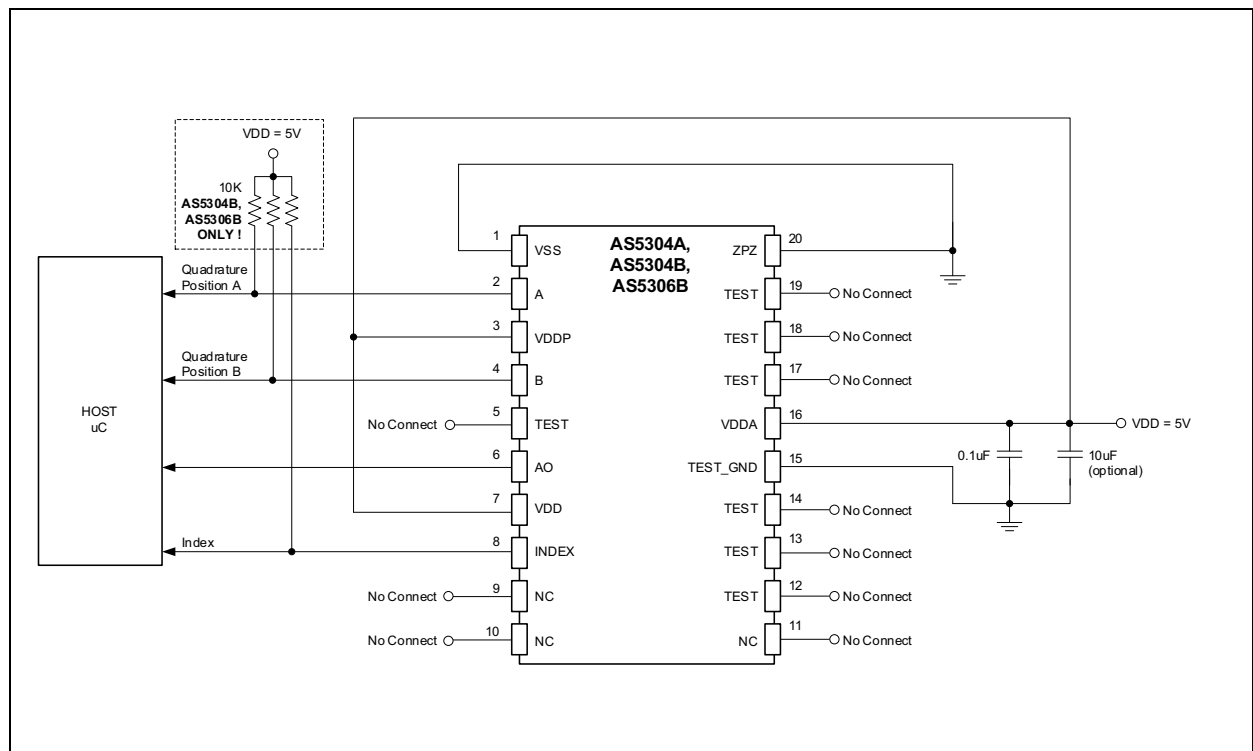 VDD = 5V
10K
AS5304B,
AS5306B
ONLY !
HOST
uC
Quadrature
Position A
Quadrature
Position B
Index
AS5304A,
AS5304B,
AS5306B
1 VSS
2 A
3 VDDP
4 B
No Connect 5 TEST
6 AO
7 VDD
8 INDEX
No Connect 9 NC
No Connect 10 NC
ZPZ 20
TEST 19 No Connect
TEST 18 No Connect
TEST 17 No Connect
VDDA 16 VDD = 5V
0.1uF
10uF
(optional)
TEST_GND 15
TEST 14 No Connect
TEST 13 No Connect
TEST 12 No Connect
NC 11 No Connect